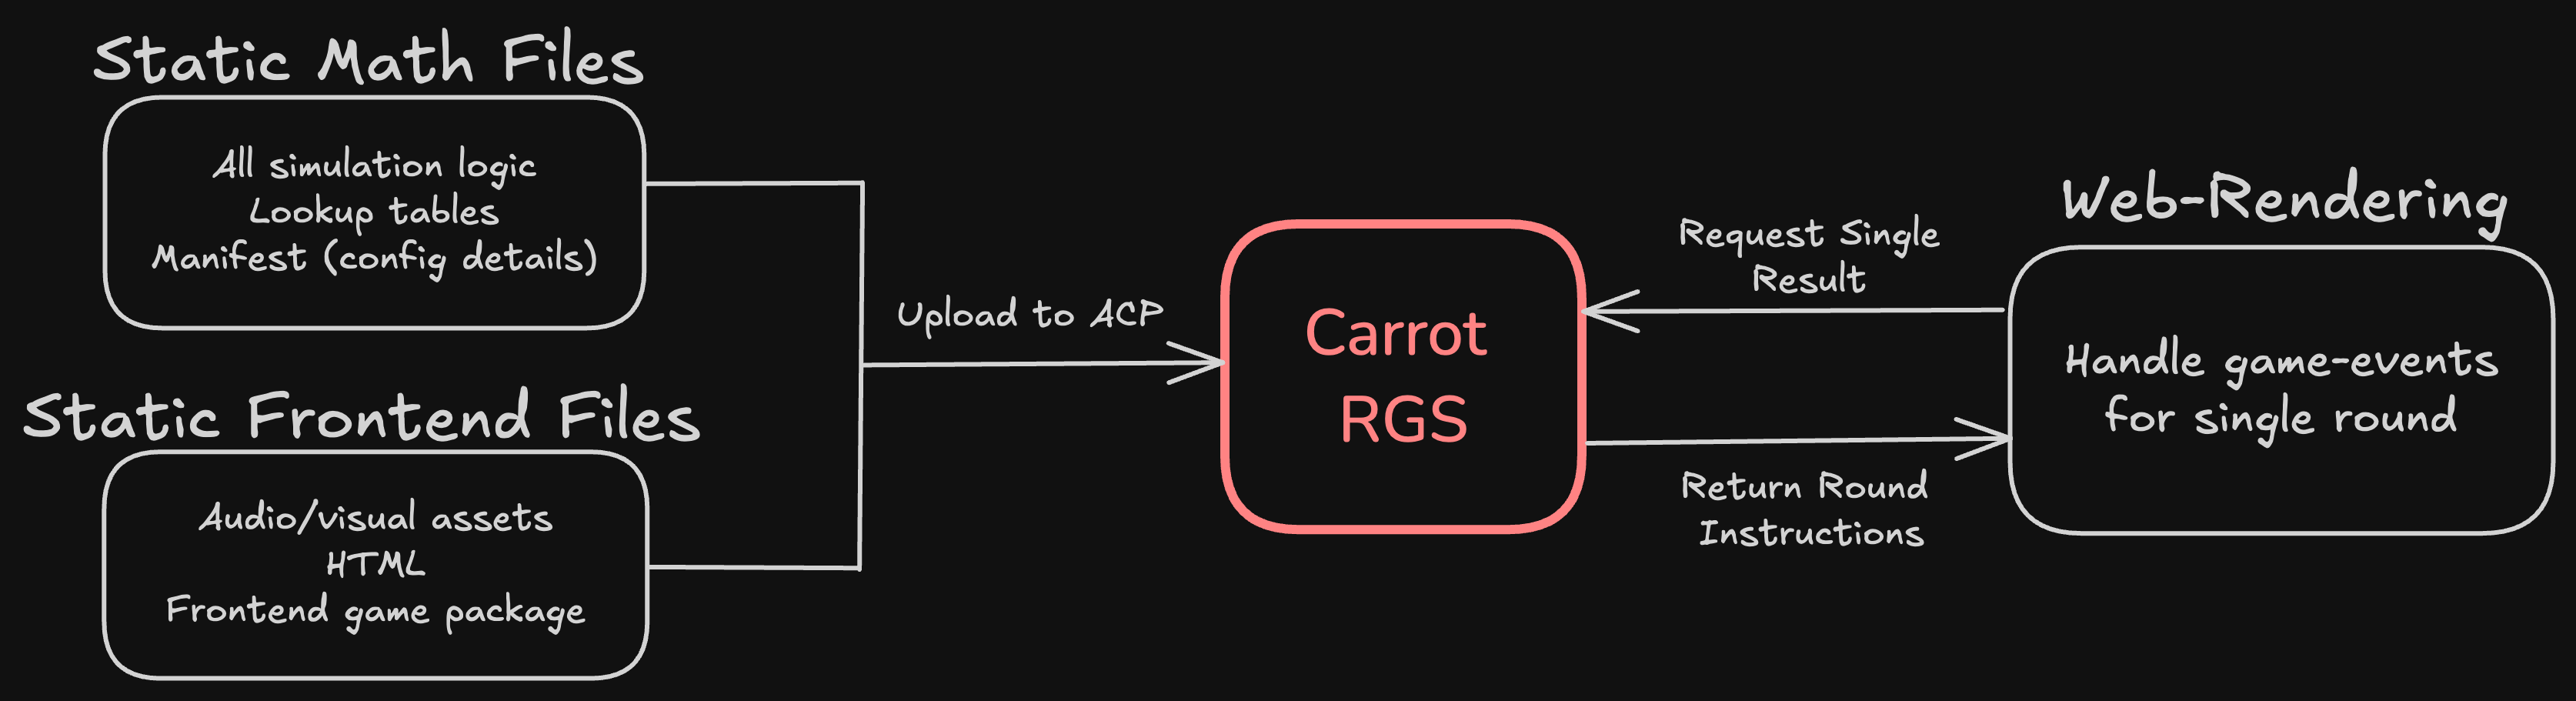 Static Math Files
All simulation logic
Lookup tables
Manifest (config details)
Static Frontend Files
Audio/visual assets
HTML
Frontend game package
Upload to ACP
Carrot
RGS
Request Single
Result
Return Round
Instructions
Web-Rendering
Handle game-events
for single round